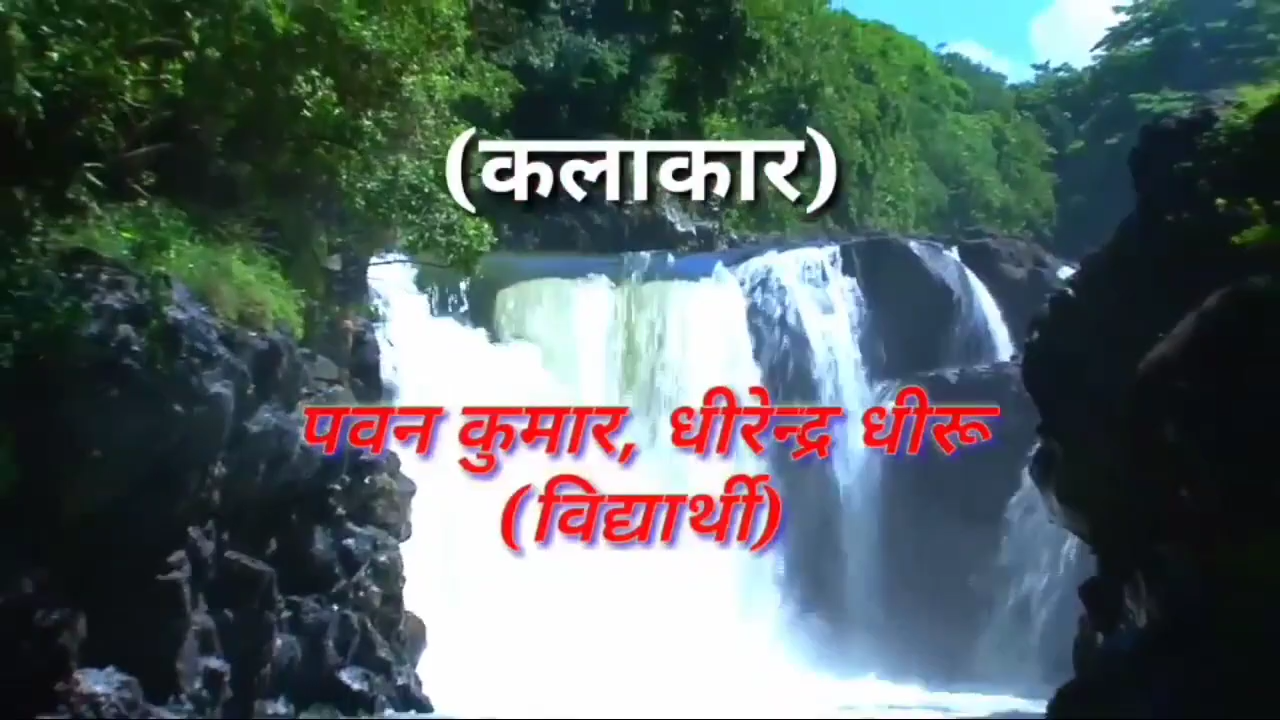 (कलाकार)
पवन कुमार, धीरेन्द्र धीरू
(विद्यार्थी)